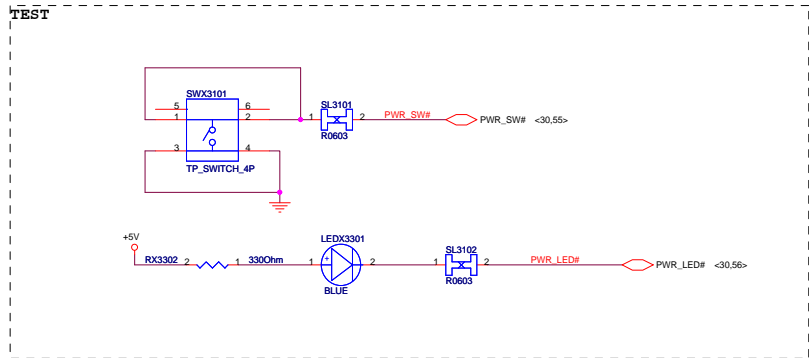 TEST
SWX3101
5 6
1 2
3 4
TP_SWITCH_4P
SL3101
1 2
R0603
PWR_SW#
PWR_SW# <30,55>
+5V
RX3302 2 1 330Ohm
LEDX3301
1 + 2
BLUE
SL3102
1 2
R0603
PWR_LED#
PWR_LED# <30,56>